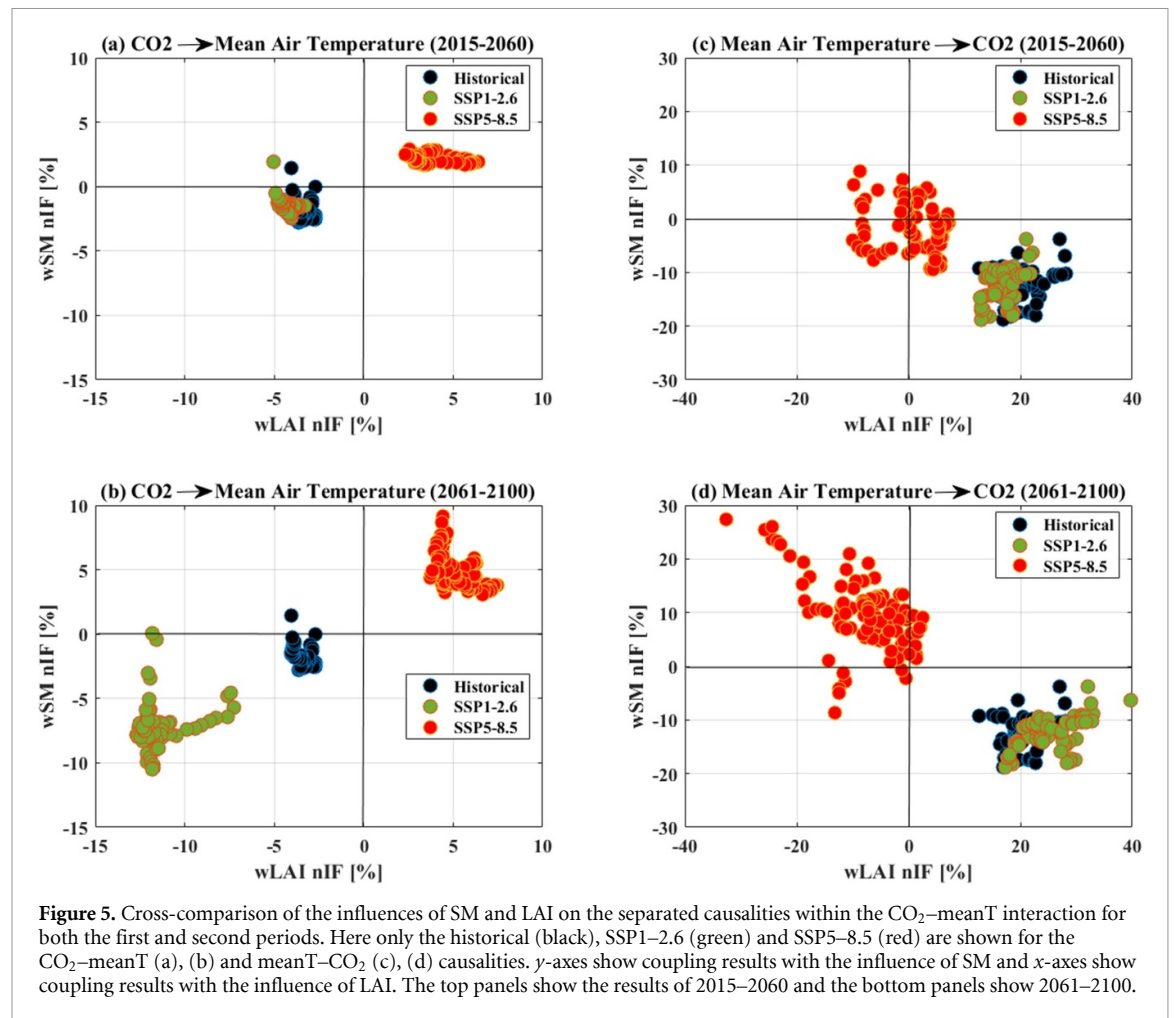 (a) CO2 → Mean Air Temperature (2015-2060)
10
5
0
-5
-10
-15
wSM nIF [%]
-15 -10 -5 0 5 10
wLAI nIF [%]
Historical
SSP1-2.6
SSP5-8.5
(c) Mean Air Temperature → CO2 (2015-2060)
30
20
10
0
-10
-20
-30
wSM nIF [%]
-40 -20 0 20 40
wLAI nIF [%]
Historical
SSP1-2.6
SSP5-8.5
(b) CO2 → Mean Air Temperature (2061-2100)
10
5
0
-5
-10
-15
wSM nIF [%]
-15 -10 -5 0 5 10
wLAI nIF [%]
Historical
SSP1-2.6
SSP5-8.5
(d) Mean Air Temperature → CO2 (2061-2100)
30
20
10
0
-10
-20
-30
wSM nIF [%]
-40 -20 0 20 40
wLAI nIF [%]
Historical
SSP1-2.6
SSP5-8.5
Figure 5. Cross-comparison of the influences of SM and LAI on the separated causalities within the CO₂–meanT interaction for
both the first and second periods. Here only the historical (black), SSP1–2.6 (green) and SSP5–8.5 (red) are shown for the
CO₂–meanT (a), (b) and meanT–CO₂ (c), (d) causalities. y-axes show coupling results with the influence of SM and x-axes show
coupling results with the influence of LAI. The top panels show the results of 2015–2060 and the bottom panels show 2061–2100.